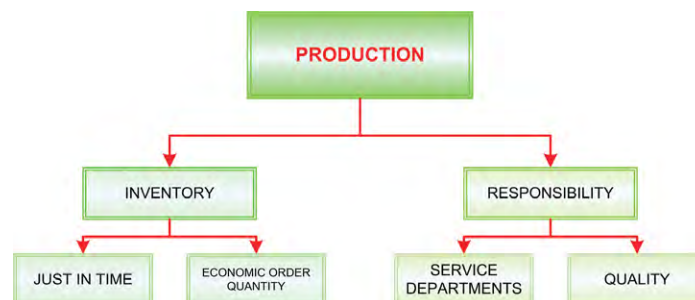 PRODUCTION
INVENTORY
RESPONSIBILITY
JUST IN TIME
ECONOMIC ORDER
QUANTITY
SERVICE
DEPARTMENTS
QUALITY